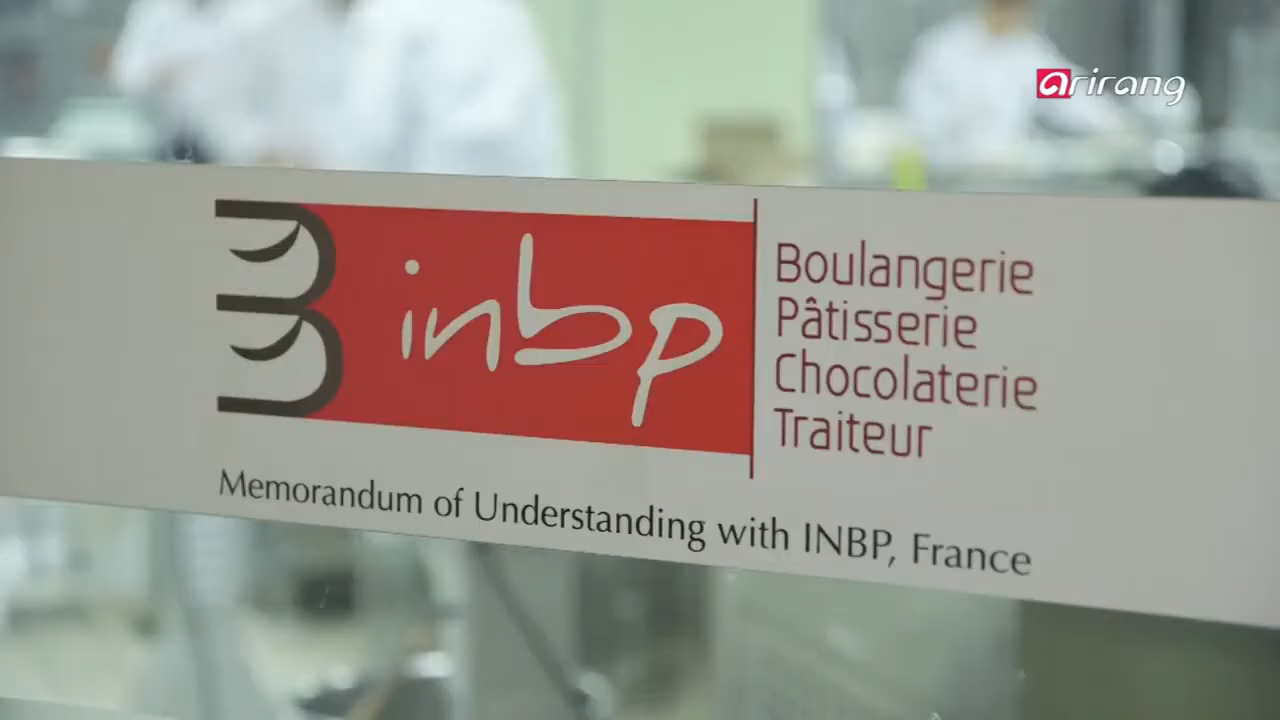 arirang
inbp
Boulangerie
Pâtisserie
Chocolaterie
Traiteur
Memorandum of Understanding with INBP, France